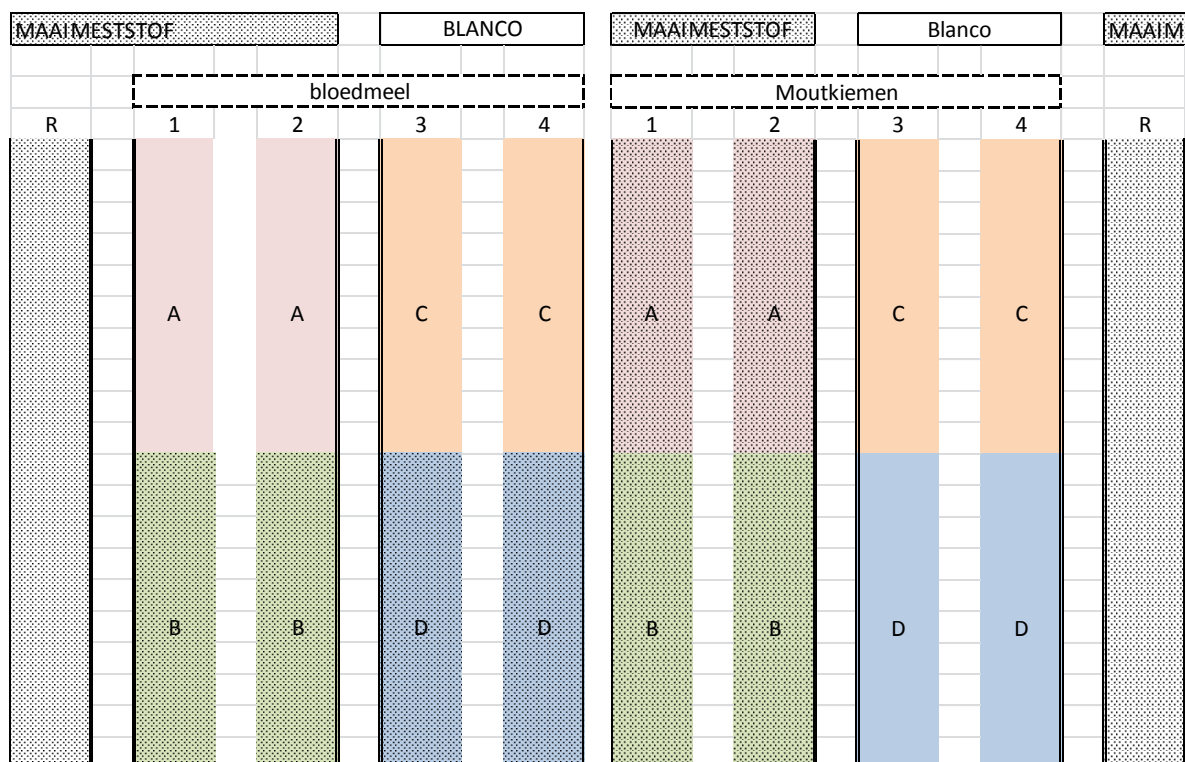 MAAIMESTSTOF BLANCO MAAIMESTSTOF Blanco MAAIM
bloedmeel Moutkiemen
R 1 2 3 4 1 2 3 4 R
A A C C A A C C
B B D D B B D D